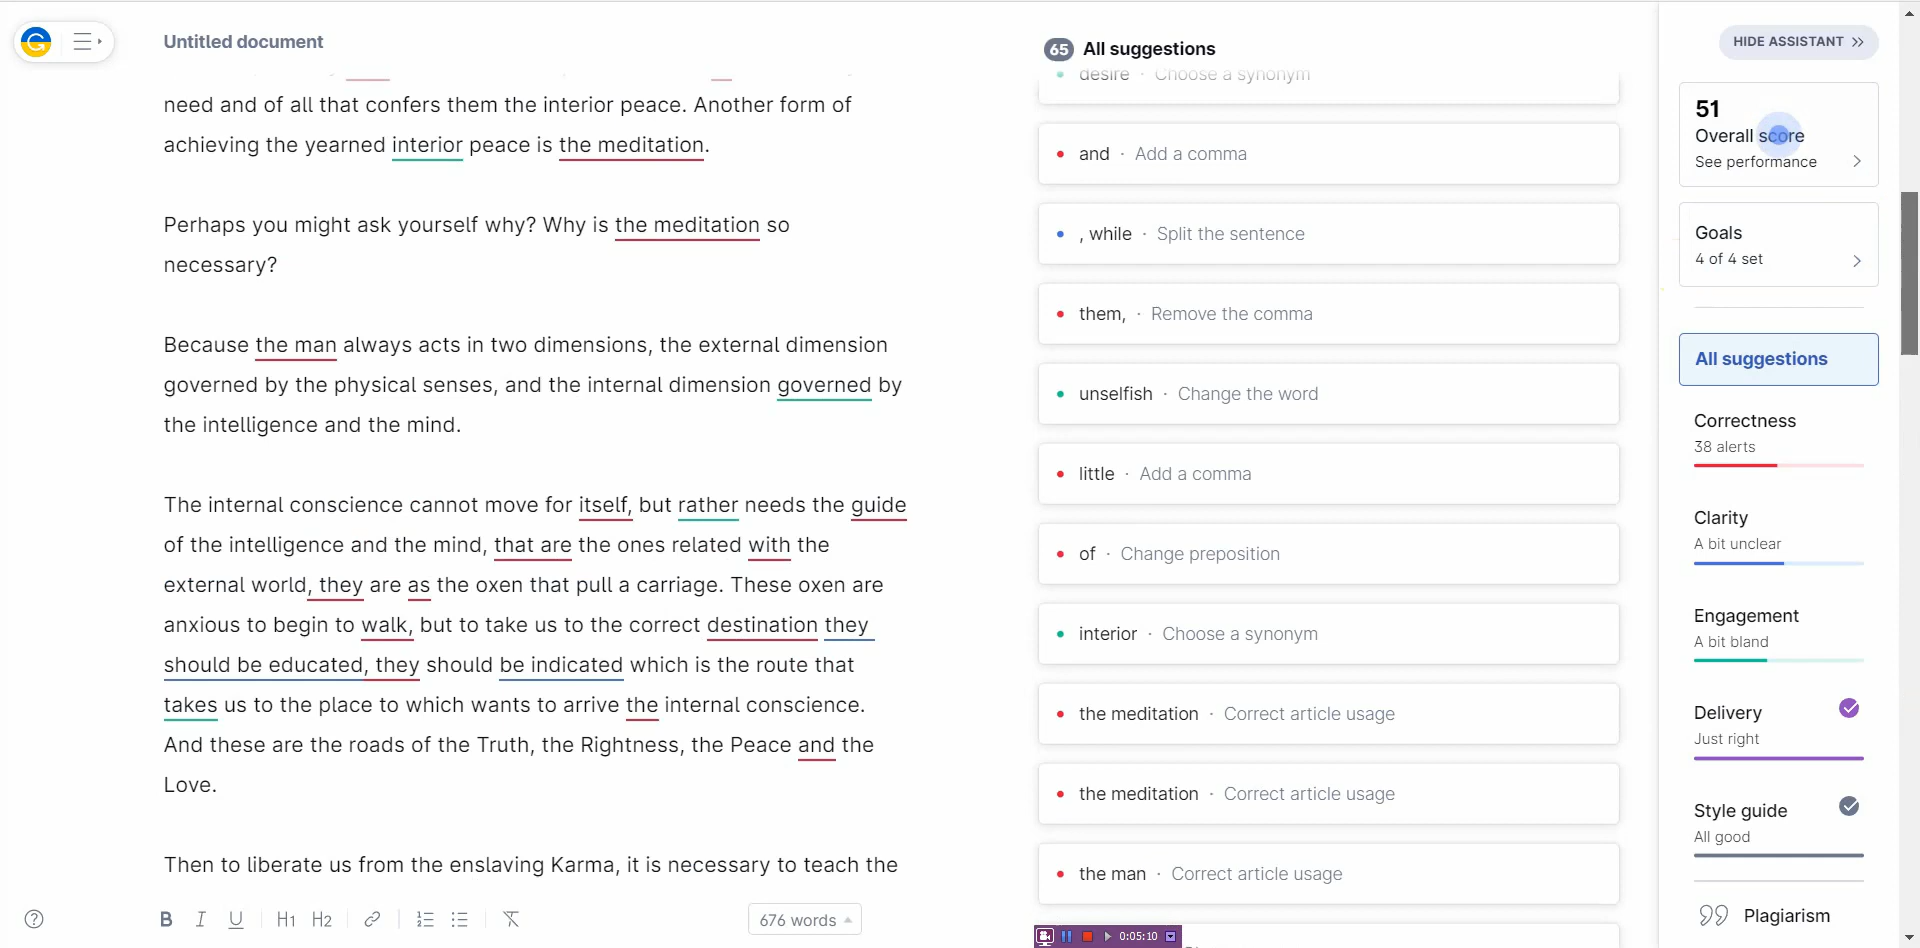 Untitled document
need and of all that confers them the interior peace. Another form of
achieving the yearned interior peace is the meditation.
Perhaps you might ask yourself why? Why is the meditation so
necessary?
Because the man always acts in two dimensions, the external dimension
governed by the physical senses, and the internal dimension governed by
the intelligence and the mind.
The internal conscience cannot move for itself, but rather needs the guide
of the intelligence and the mind, that are the ones related with the
external world, they are as the oxen that pull a carriage. These oxen are
anxious to begin to walk, but to take us to the correct destination they
should be educated, they should be indicated which is the route that
takes us to the place to which wants to arrive the internal conscience.
And these are the roads of the Truth, the Rightness, the Peace and the
Love.
Then to liberate us from the enslaving Karma, it is necessary to teach the
B I U H1 H2
676 words
65 All suggestions
desire · Choose a synonym
and · Add a comma
, while · Split the sentence
them, · Remove the comma
unselfish · Change the word
little · Add a comma
of · Change preposition
interior · Choose a synonym
the meditation · Correct article usage
the meditation · Correct article usage
the man · Correct article usage
0:05:10
HIDE ASSISTANT
51
Overall score
See performance
Goals
4 of 4 set
All suggestions
Correctness
38 alerts
Clarity
A bit unclear
Engagement
A bit bland
Delivery
Just right
Style guide
All good
Plagiarism